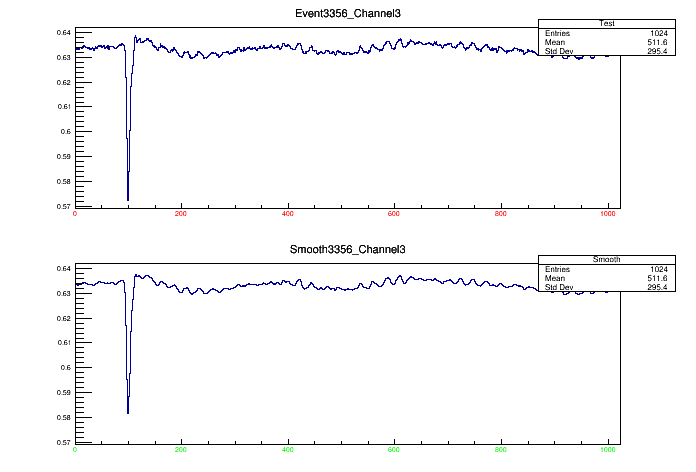 Event3356_Channel3
Test
Entries 1024
Mean 511.6
Std Dev 295.4
0.64
0.63
0.62
0.61
0.6
0.59
0.58
0.57
0 200 400 600 800 1000
Smooth3356_Channel3
Smooth
Entries 1024
Mean 511.6
Std Dev 295.4
0.64
0.63
0.62
0.61
0.6
0.59
0.58
0.57
0 200 400 600 800 1000